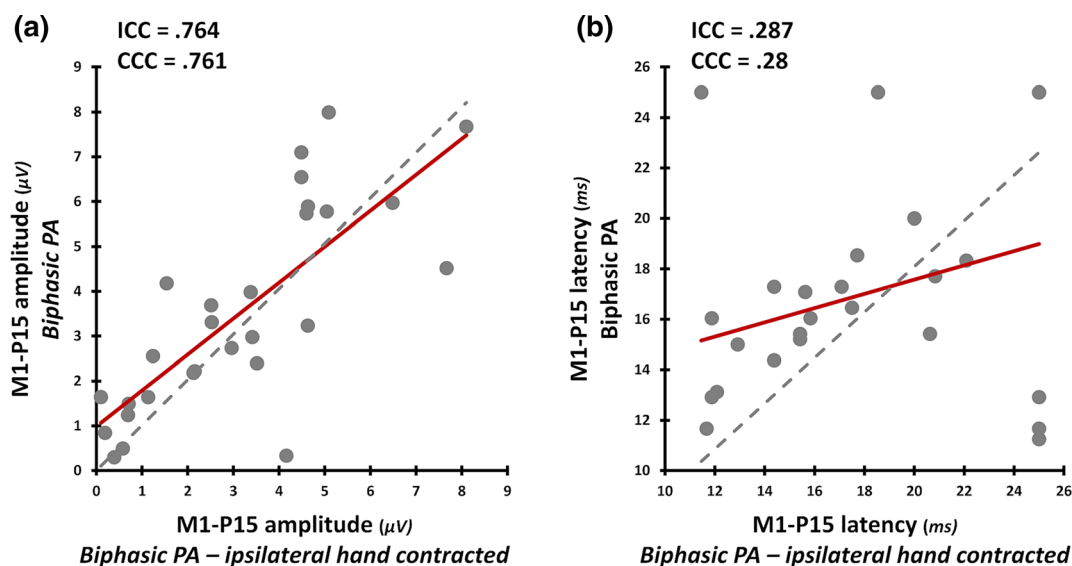 (a)
ICC = .764
CCC = .761
M1-P15 amplitude (µV)
Biphasic PA
9
8
7
6
5
4
3
2
1
0
0 1 2 3 4 5 6 7 8 9
M1-P15 amplitude (µV)
Biphasic PA – ipsilateral hand contracted
(b)
ICC = .287
CCC = .28
M1-P15 latency (ms)
Biphasic PA
26
24
22
20
18
16
14
12
10
10 12 14 16 18 20 22 24 26
M1-P15 latency (ms)
Biphasic PA – ipsilateral hand contracted